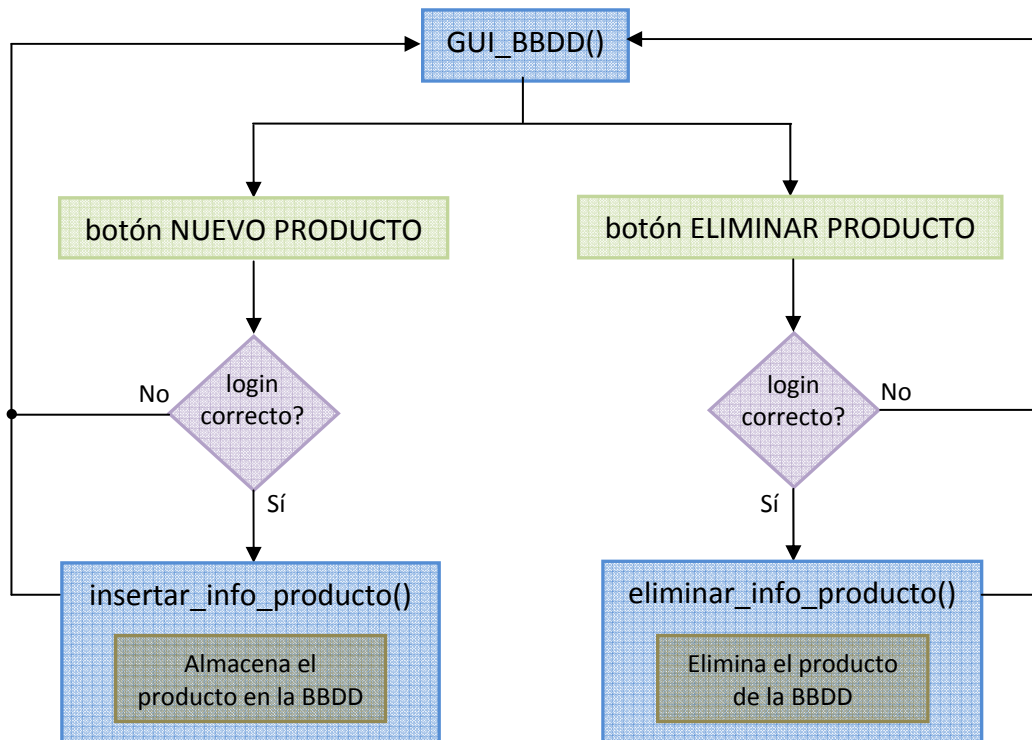 GUI_BBDD()
botón NUEVO PRODUCTO
botón ELIMINAR PRODUCTO
login
correcto?
No
Sí
login
correcto?
No
Sí
insertar_info_producto()
Almacena el
producto en la BBDD
eliminar_info_producto()
Elimina el producto
de la BBDD